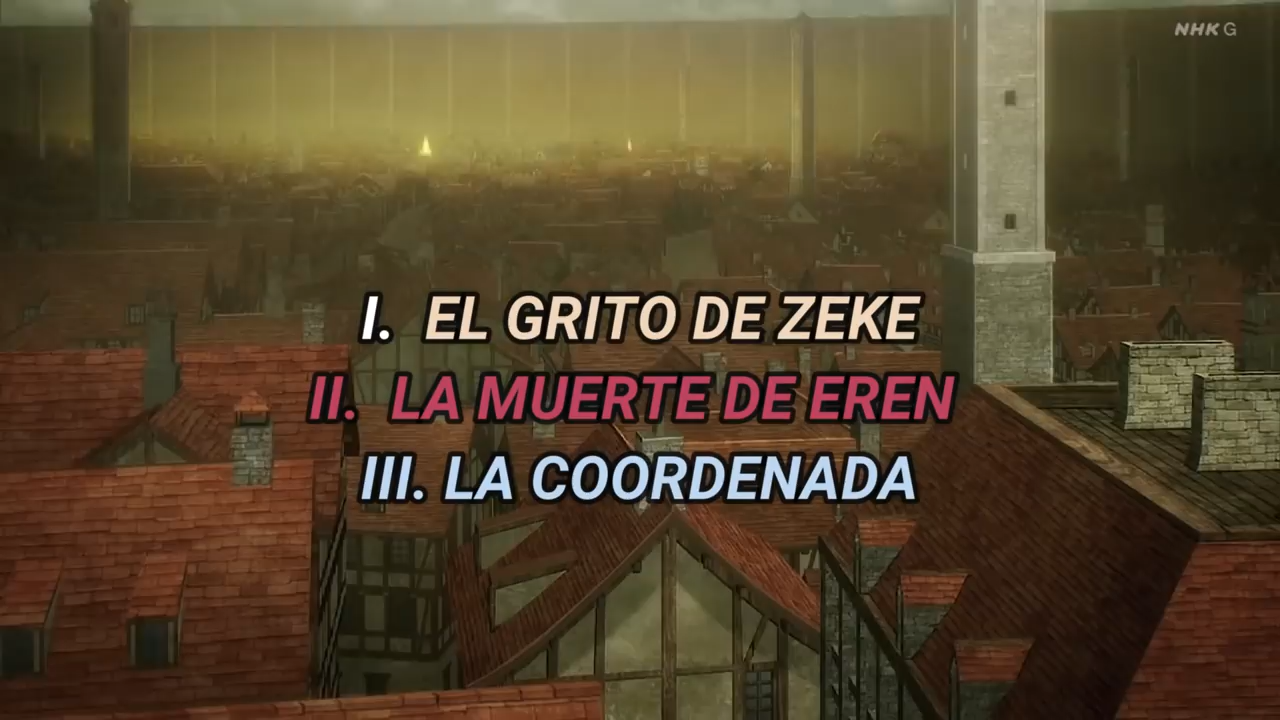 NHK G
I. EL GRITO DE ZEKE
II. LA MUERTE DE EREN
III. LA COORDENADA